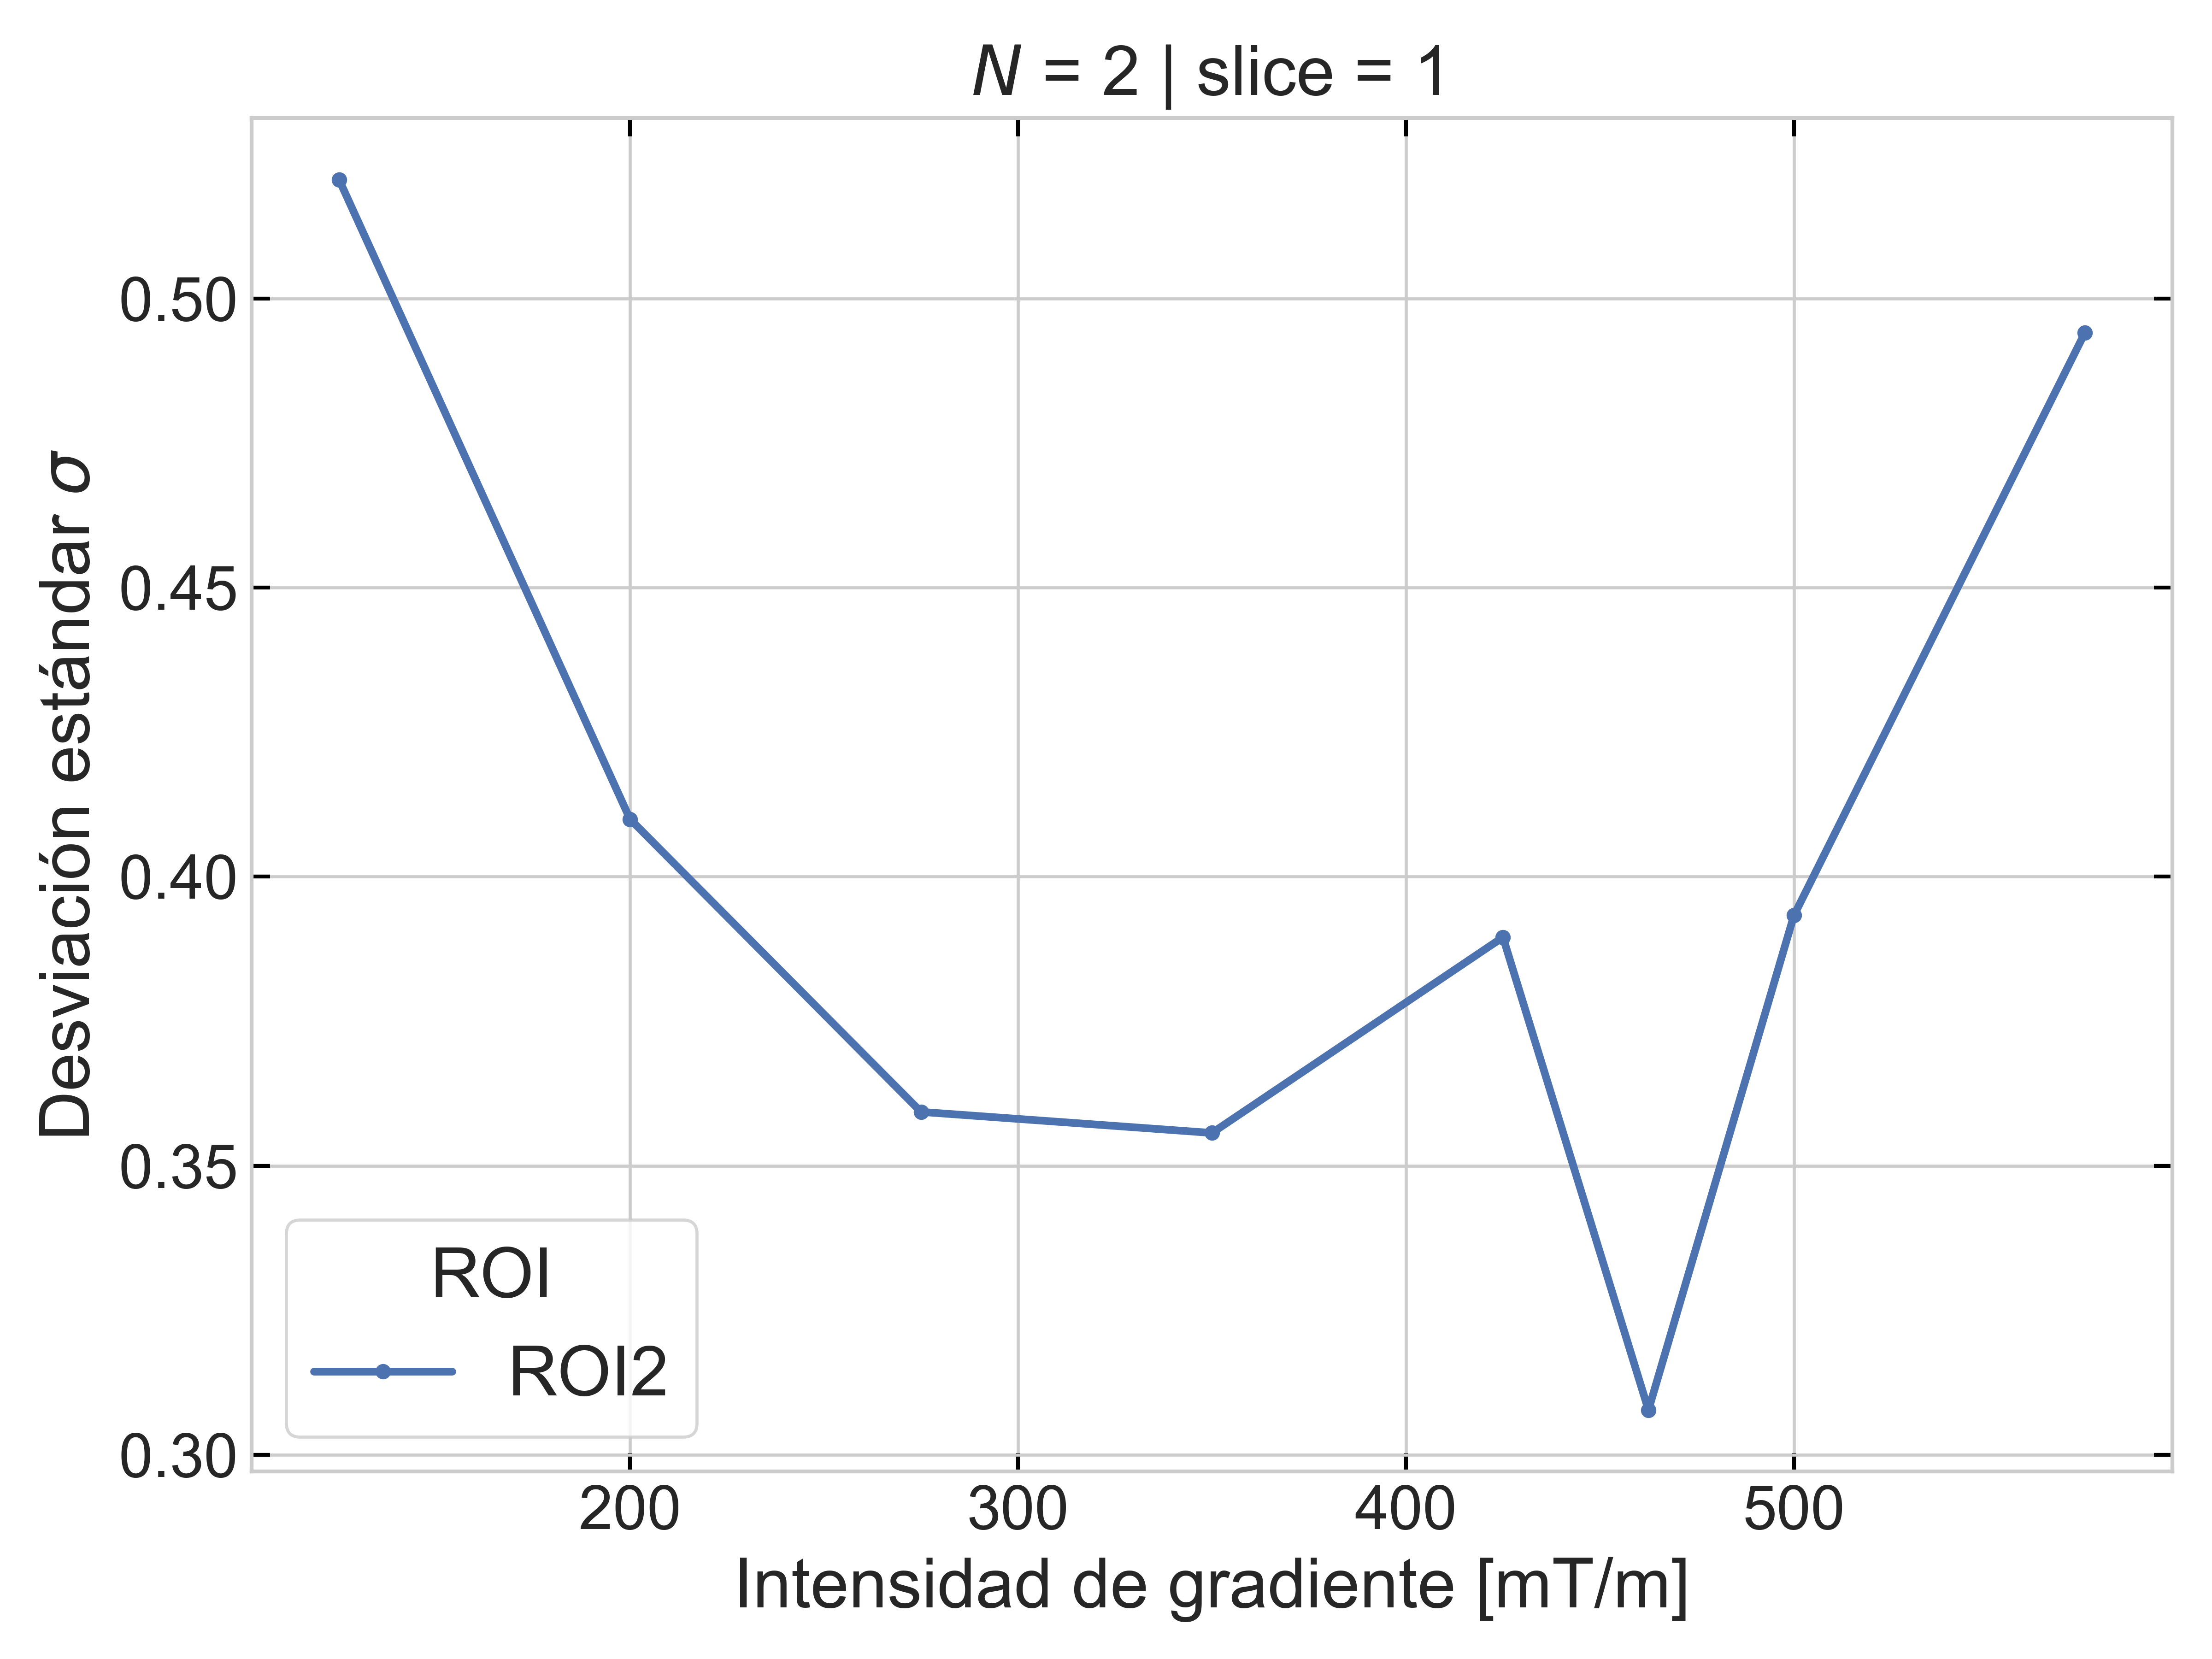 N = 2 | slice = 1
Desviación estándar σ
0.50
0.45
0.40
0.35
0.30
ROI
ROI2
200 300 400 500
Intensidad de gradiente [mT/m]